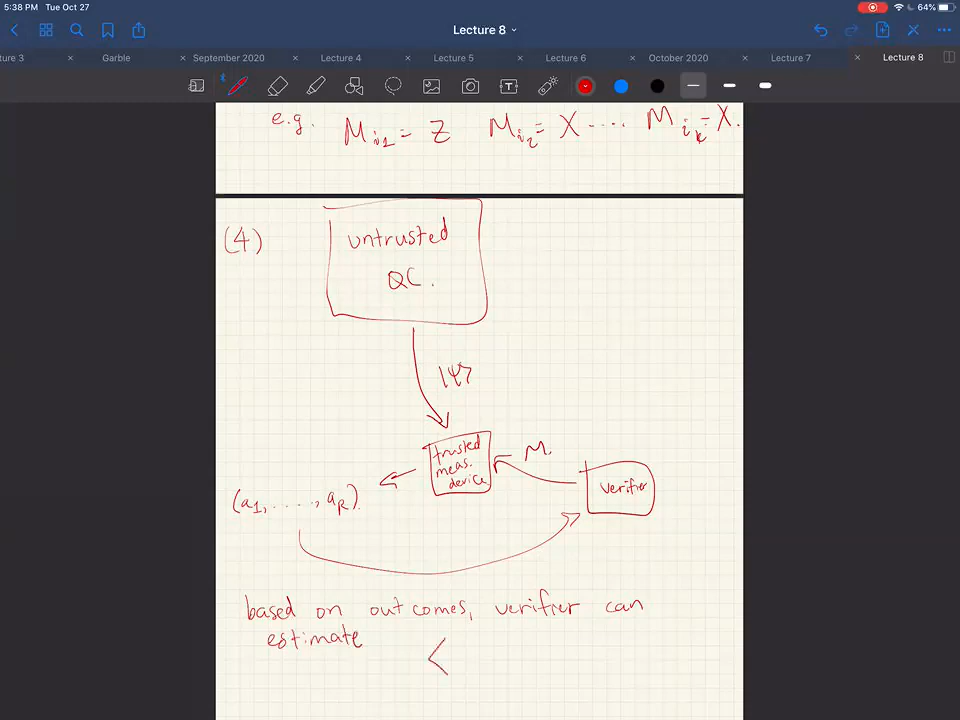 5:38 PM Tue Oct 27
64%
Lecture 8
ture 3
Garble
September 2020
Lecture 4
Lecture 5
Lecture 6
October 2020
Lecture 7
Lecture 8
e.g. M_{i_1} = Z M_{i_2} = X .... M_{i_k} = X.
(4)
untrusted
QC.
|ψ>
trusted
meas.
device
M.
verifier
(a_1, ....., a_k).
based on outcomes, verifier can
estimate
<